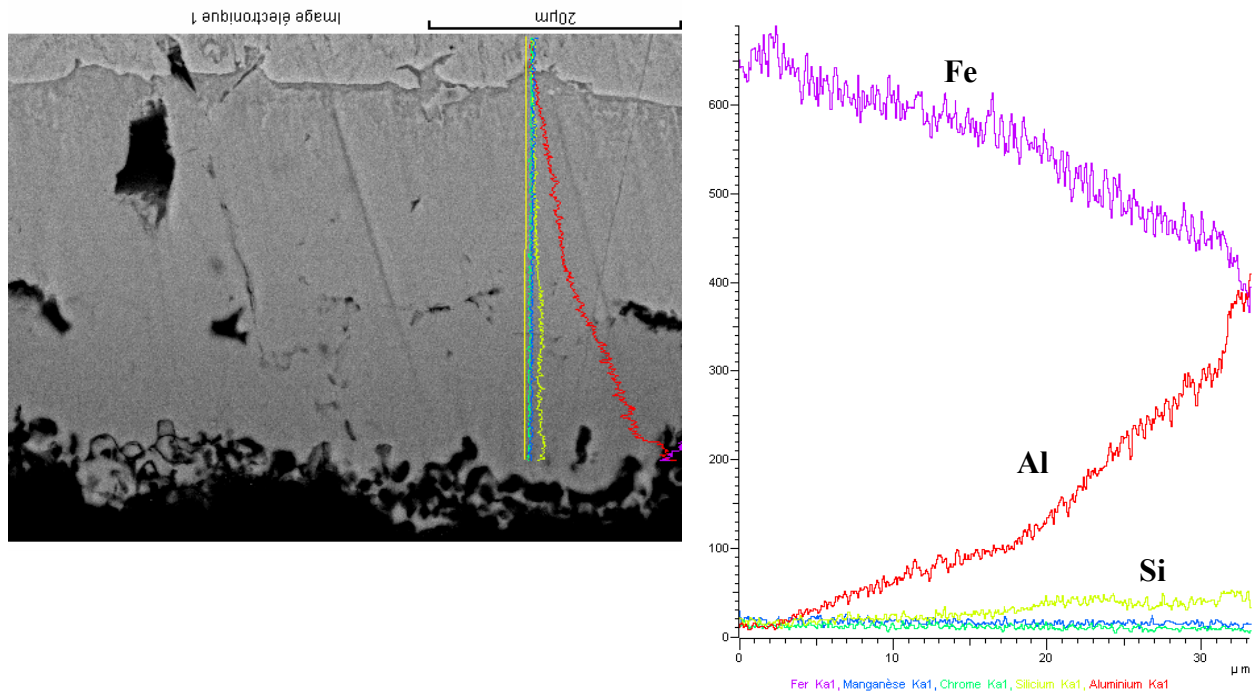 Image électronique 1
20µm
600
500
400
300
200
100
0
Fe
Al
Si
0 10 20 30
µm
Fer Ka1, Manganèse Ka1, Chrome Ka1, Silicium Ka1, Aluminium Ka1